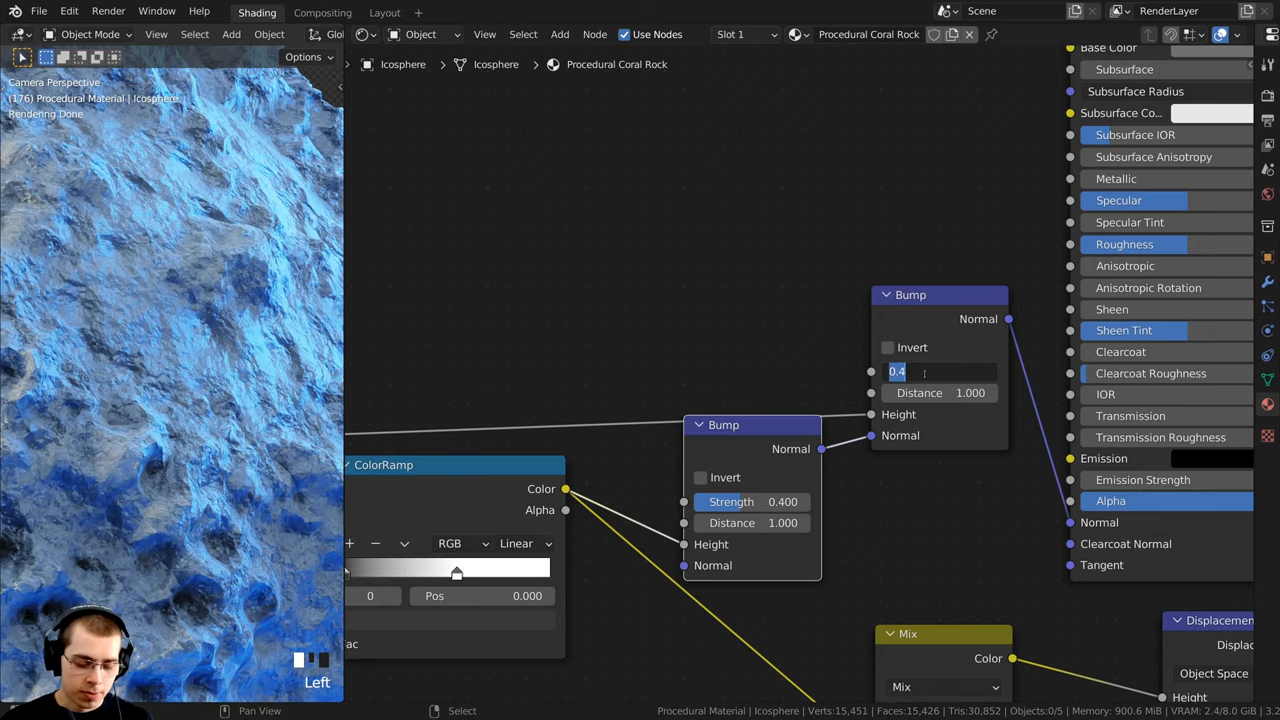 File Edit Render Window Help Shading Compositing Layout + Scene RenderLayer
Object Mode View Select Add Object Glol Object View Select Add Node Use Nodes Slot 1 Procedural Coral Rock
Options Icosphere > Icosphere > Procedural Coral Rock
Camera Perspective
(176) Procedural Material | Icosphere
Rendering Done
Base Color
Subsurface
Subsurface Radius
Subsurface Co...
Subsurface IOR
Subsurface Anisotropy
Metallic
Specular
Specular Tint
Roughness
Anisotropic
Anisotropic Rotation
Sheen
Sheen Tint
Clearcoat
Clearcoat Roughness
IOR
Transmission
Transmission Roughness
Emission
Emission Strength
Alpha
Normal
Clearcoat Normal
Tangent
Bump
Normal
Invert
0.4
Distance 1.000
Height
Normal
Bump
Normal
Invert
Strength 0.400
Distance 1.000
Height
Normal
ColorRamp
Color
Alpha
+ − RGB Linear
0 Pos 0.000
ac
Mix
Color
Mix
Displacemen
Displac
Object Space
Height
Left
Pan View Select Procedural Material | Icosphere | Verts:15,451 | Faces:15,426 | Tris:30,852 | Objects:0/5 | Memory: 900.6 MiB | VRAM: 2.4/8.0 GiB | 3.2